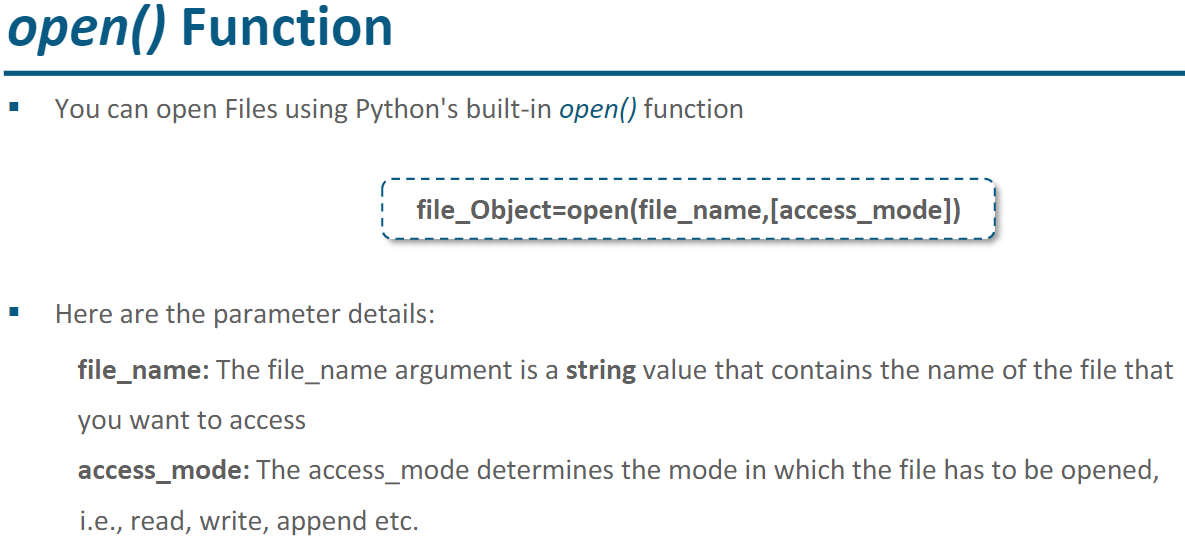 open() Function
▪ You can open Files using Python's built-in open() function
file_Object=open(file_name,[access_mode])
▪ Here are the parameter details:
file_name: The file_name argument is a string value that contains the name of the file that
you want to access
access_mode: The access_mode determines the mode in which the file has to be opened,
i.e., read, write, append etc.